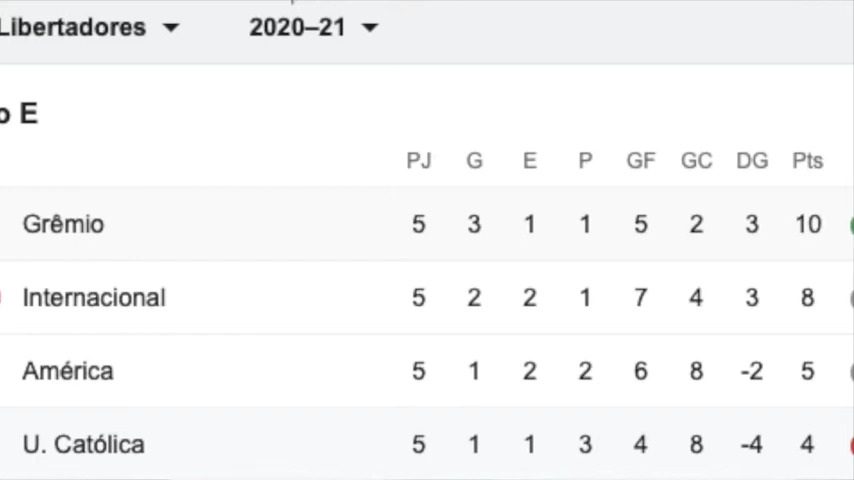 Libertadores 2020–21
o E
PJ G E P GF GC DG Pts
Grêmio 5 3 1 1 5 2 3 10
Internacional 5 2 2 1 7 4 3 8
América 5 1 2 2 6 8 -2 5
U. Católica 5 1 1 3 4 8 -4 4